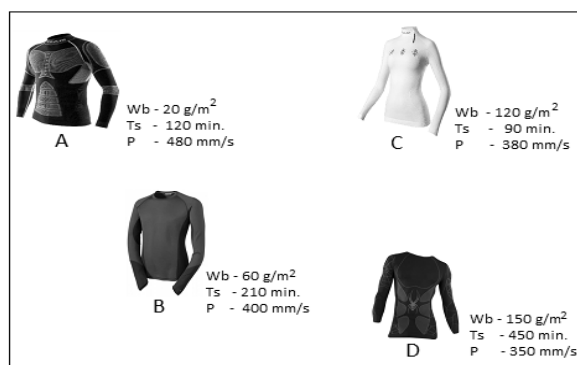 Wb - 20 g/m²
Ts - 120 min.
P - 480 mm/s
A
Wb - 120 g/m²
Ts - 90 min.
P - 380 mm/s
C
Wb - 60 g/m²
Ts - 210 min.
P - 400 mm/s
B
Wb - 150 g/m²
Ts - 450 min.
P - 350 mm/s
D